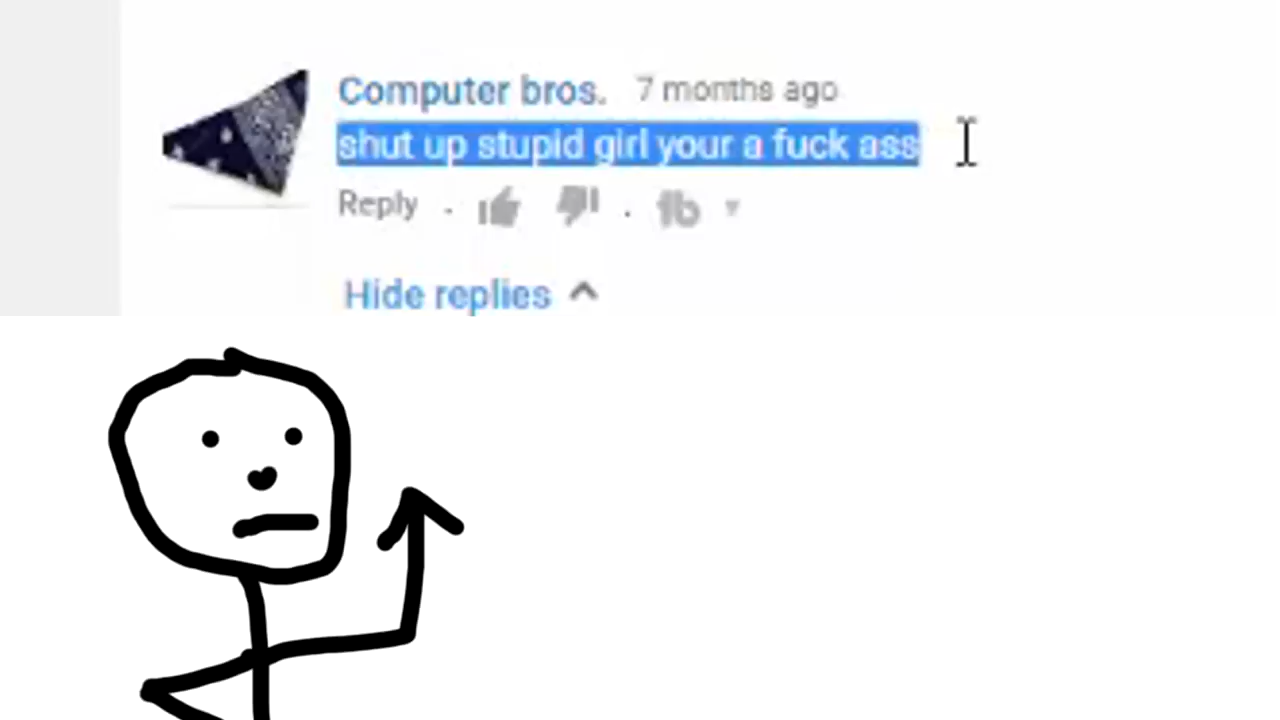 Computer bros. 7 months ago
shut up stupid girl your a fuck ass
Reply
Hide replies